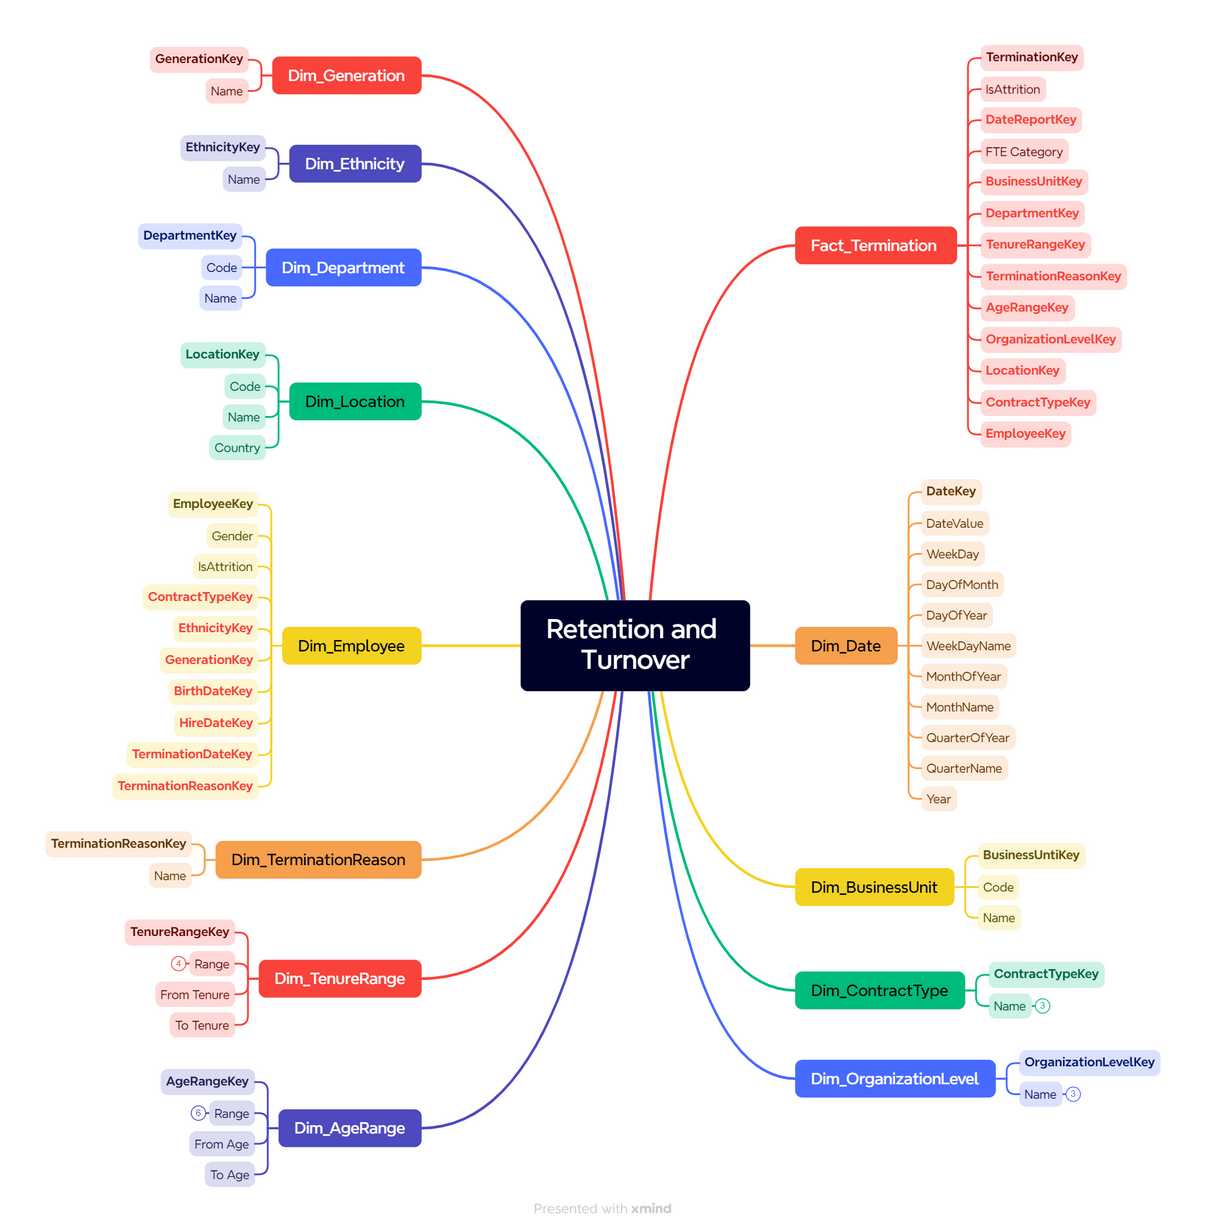 Retention and
Turnover
Fact_Termination
TerminationKey
IsAttrition
DateReportKey
FTE Category
BusinessUnitKey
DepartmentKey
TenureRangeKey
TerminationReasonKey
AgeRangeKey
OrganizationLevelKey
LocationKey
ContractTypeKey
EmployeeKey
Dim_Date
DateKey
DateValue
WeekDay
DayOfMonth
DayOfYear
WeekDayName
MonthOfYear
MonthName
QuarterOfYear
QuarterName
Year
Dim_BusinessUnit
BusinessUntiKey
Code
Name
Dim_ContractType
ContractTypeKey
Name 3
Dim_OrganizationLevel
OrganizationLevelKey
Name 3
Dim_Generation
GenerationKey
Name
Dim_Ethnicity
EthnicityKey
Name
Dim_Department
DepartmentKey
Code
Name
Dim_Location
LocationKey
Code
Name
Country
Dim_Employee
EmployeeKey
Gender
IsAttrition
ContractTypeKey
EthnicityKey
GenerationKey
BirthDateKey
HireDateKey
TerminationDateKey
TerminationReasonKey
Dim_TerminationReason
TerminationReasonKey
Name
Dim_TenureRange
TenureRangeKey
4 Range
From Tenure
To Tenure
Dim_AgeRange
AgeRangeKey
6 Range
From Age
To Age
Presented with xmind